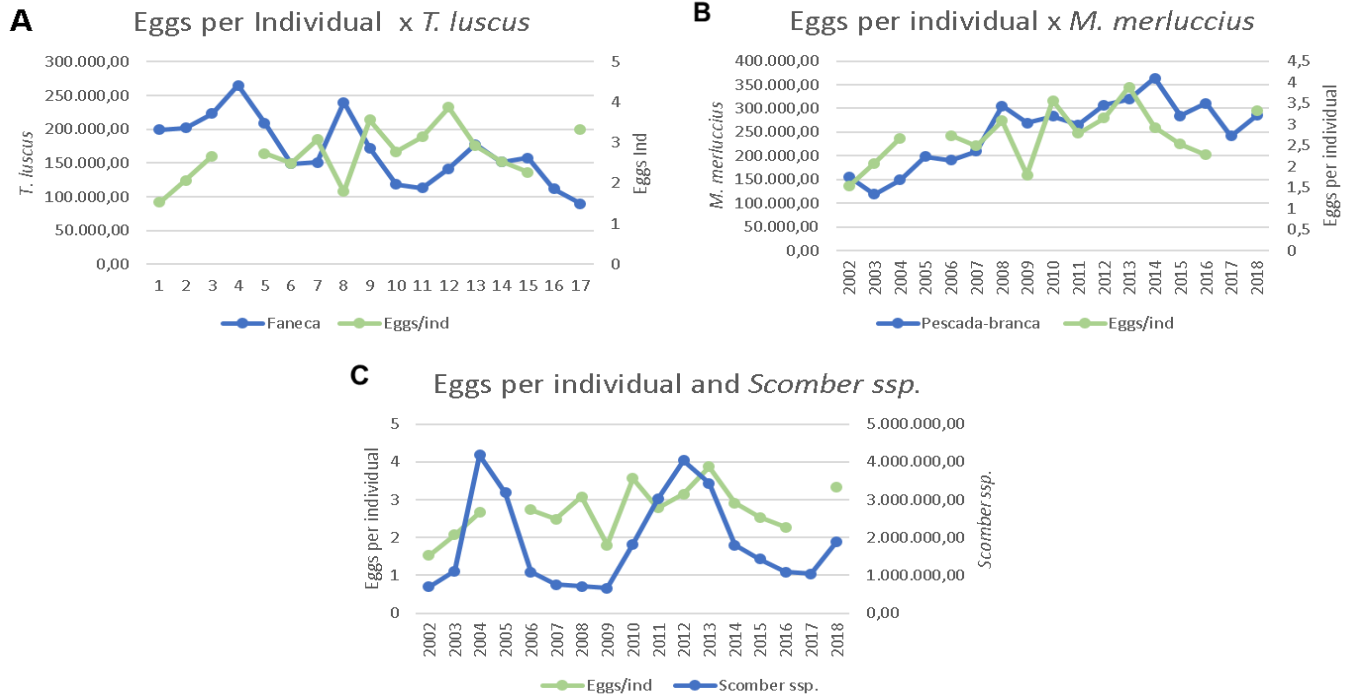 A
Eggs per Individual x T. luscus
300.000,00
250.000,00
200.000,00
150.000,00
100.000,00
50.000,00
0,00
T. luscus
5
4
3
2
1
0
Eggs Ind
1 2 3 4 5 6 7 8 9 10 11 12 13 14 15 16 17
Faneca Eggs/ind
B
Eggs per individual x M. merluccius
400.000,00
350.000,00
300.000,00
250.000,00
200.000,00
150.000,00
100.000,00
50.000,00
0,00
M. merluccius
4,5
4
3,5
3
2,5
2
1,5
1
0,5
0
Eggs per individual
2002 2003 2004 2005 2006 2007 2008 2009 2010 2011 2012 2013 2014 2015 2016 2017 2018
Pescada-branca Eggs/ind
C
Eggs per individual and Scomber ssp.
5
4
3
2
1
0
Eggs per individual
5.000.000,00
4.000.000,00
3.000.000,00
2.000.000,00
1.000.000,00
0,00
Scomber ssp.
2002 2003 2004 2005 2006 2007 2008 2009 2010 2011 2012 2013 2014 2015 2016 2017 2018
Eggs/ind Scomber ssp.